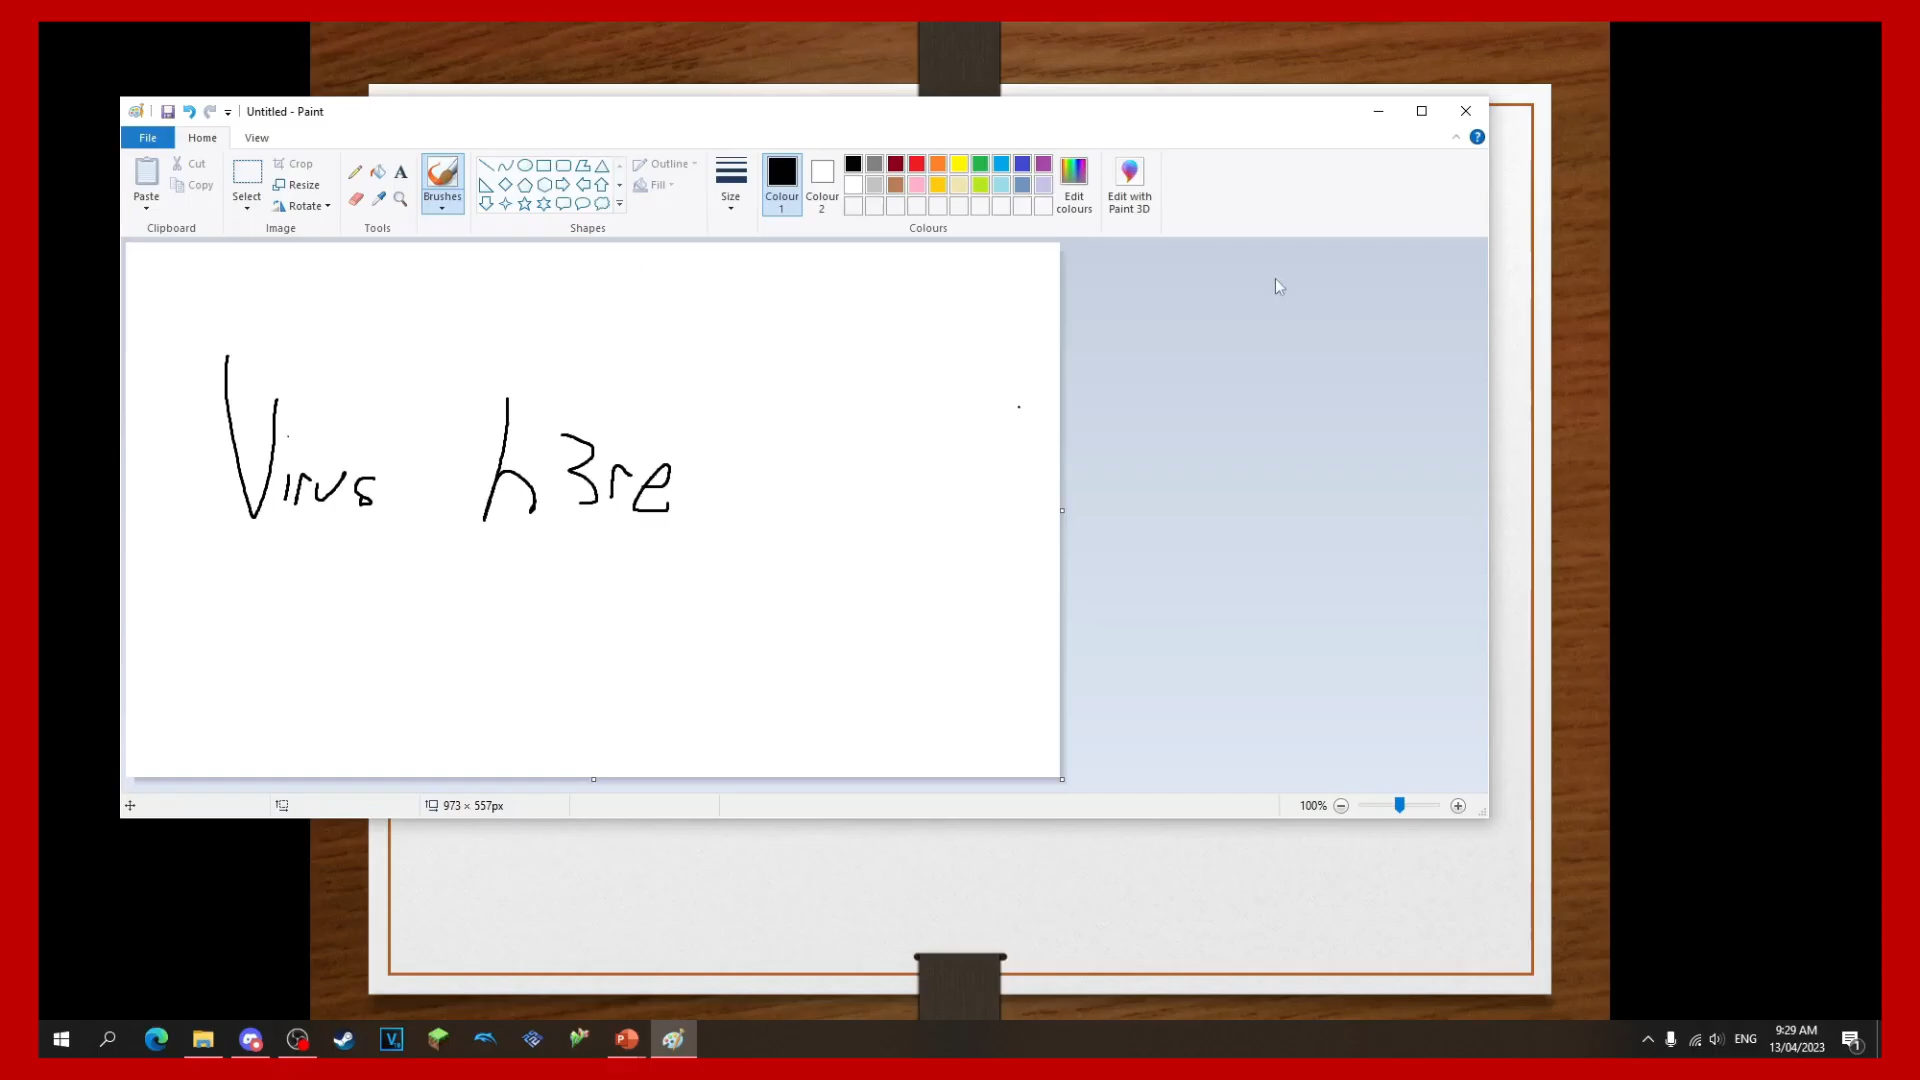 Untitled - Paint
File Home View
Cut
Copy
Paste
Clipboard
Crop
Resize
Rotate
Select
Image
Tools
Brushes
Outline
Fill
Shapes
Size
Colour 1
Colour 2
Edit colours
Colours
Edit with Paint 3D
Virus h3re
973 × 557px
100%
ENG
9:29 AM
13/04/2023